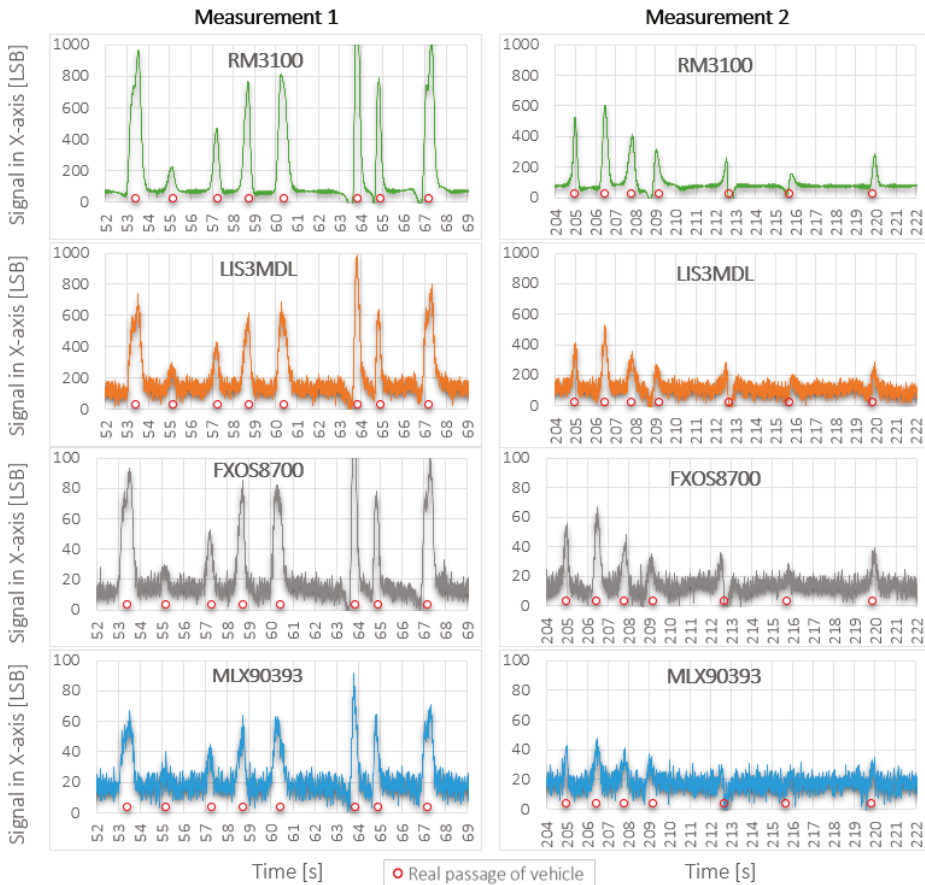 Measurement 1
Measurement 2
Signal in X-axis [LSB]
RM3100
1000
800
600
400
200
0
52 53 54 55 56 57 58 59 60 61 62 63 64 65 66 67 68 69
RM3100
1000
800
600
400
200
0
204 205 206 207 208 209 210 211 212 213 214 215 216 217 218 219 220 221 222
Signal in X-axis [LSB]
LIS3MDL
1000
800
600
400
200
0
52 53 54 55 56 57 58 59 60 61 62 63 64 65 66 67 68 69
LIS3MDL
1000
800
600
400
200
0
204 205 206 207 208 209 210 211 212 213 214 215 216 217 218 219 220 221 222
Signal in X-axis [LSB]
FXOS8700
100
80
60
40
20
0
52 53 54 55 56 57 58 59 60 61 62 63 64 65 66 67 68 69
FXOS8700
100
80
60
40
20
0
204 205 206 207 208 209 210 211 212 213 214 215 216 217 218 219 220 221 222
Signal in X-axis [LSB]
MLX90393
100
80
60
40
20
0
52 53 54 55 56 57 58 59 60 61 62 63 64 65 66 67 68 69
MLX90393
100
80
60
40
20
0
204 205 206 207 208 209 210 211 212 213 214 215 216 217 218 219 220 221 222
Time [s]
Real passage of vehicle
Time [s]